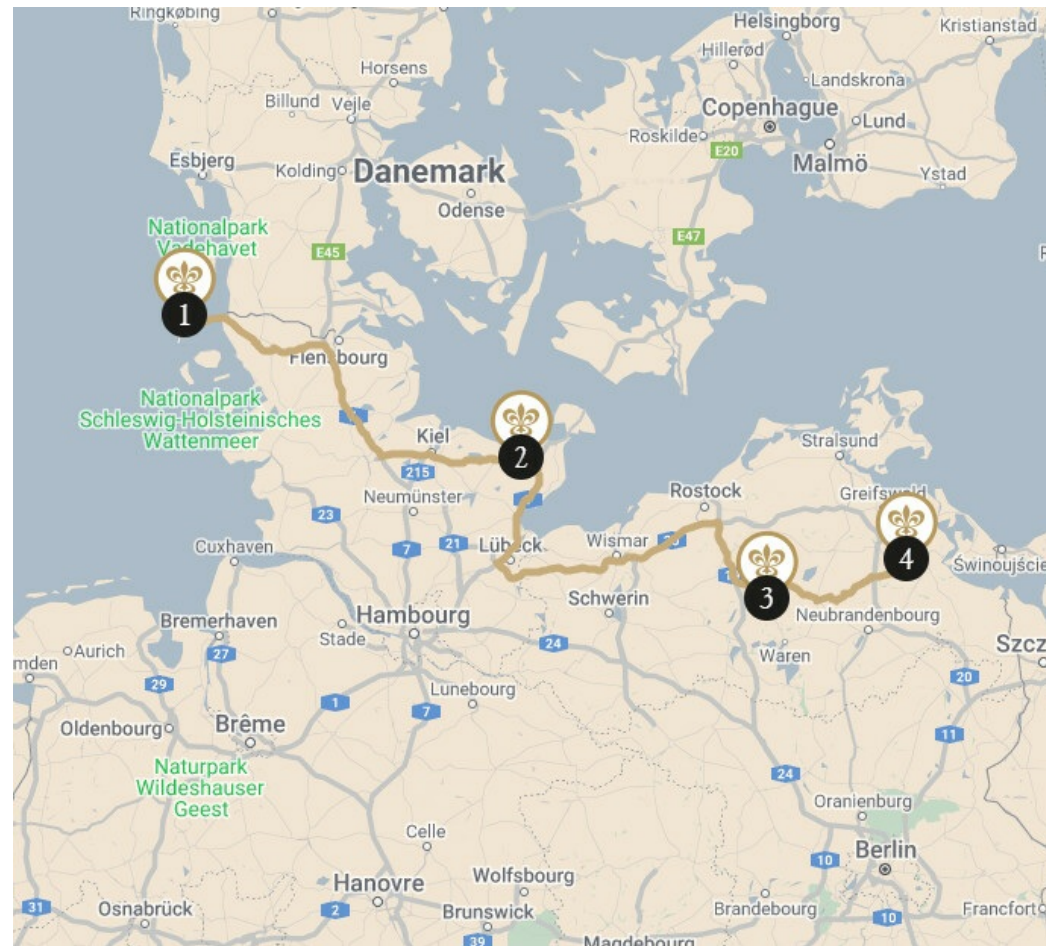 Ringkøbing
Helsingborg
Kristianstad
Hillerød
Horsens
Landskrona
Billund
Vejle
Copenhague
Lund
Roskilde
E20
Malmö
Esbjerg
Kolding
Danemark
Ystad
Odense
Nationalpark
Vadehavet
E45
E47
1
Flensbourg
Nationalpark
Schleswig-Holsteinisches
Wattenmeer
Kiel
2
215
Stralsund
Neumünster
Rostock
Greifswald
23
7
21
Lübeck
Wismar
20
4
Świnoujście
Cuxhaven
3
Schwerin
Neubrandenbourg
Bremerhaven
Hambourg
Stade
Aurich
27
24
Waren
Szcz
mden
29
Lunebourg
20
1
7
Oldenbourg
Brême
11
Naturpark
Wildeshauser
Geest
24
Oranienburg
Celle
Berlin
10
Wolfsbourg
Hanovre
31
2
Brunswick
Brandebourg
Francfort
Osnabrück
10
39
Magdebourg